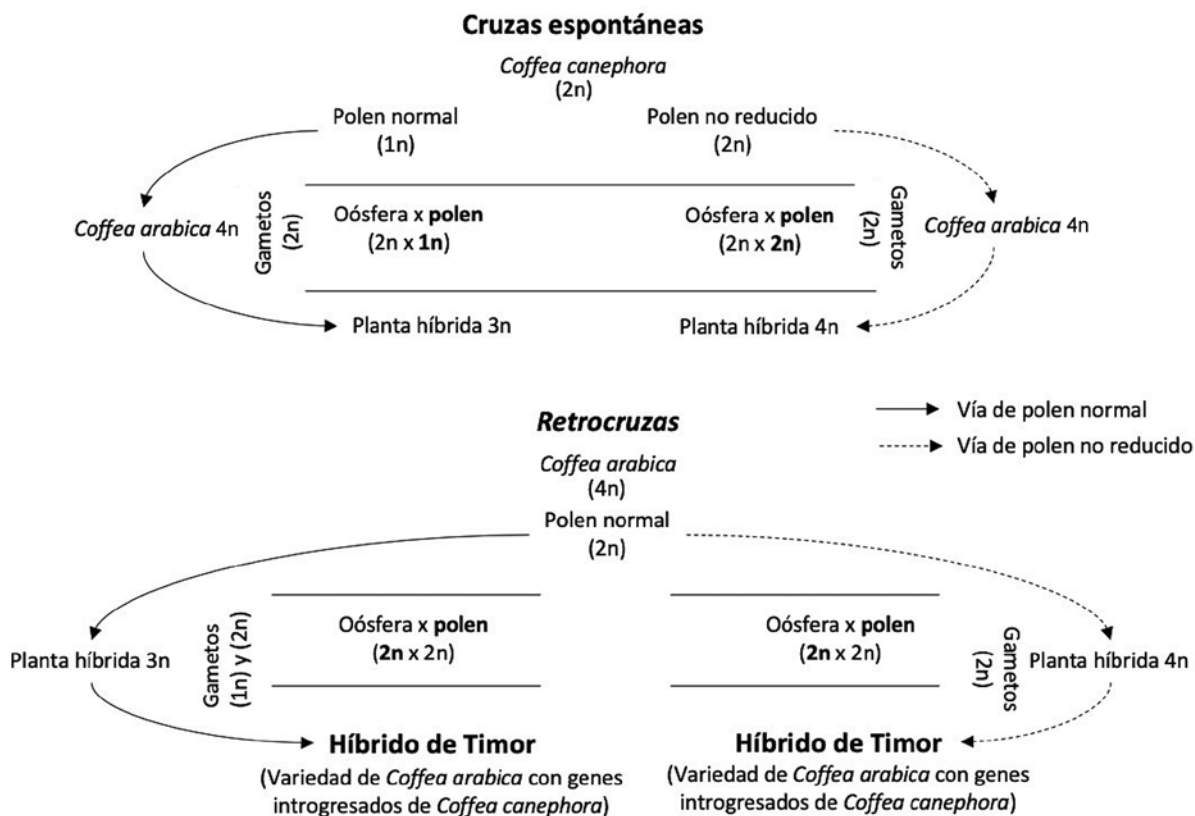 Cruzas espontáneas
Coffea canephora
(2n)
Polen normal
(1n)
Polen no reducido
(2n)
Coffea arabica 4n
Gametos
(2n)
Oósfera x polen
(2n x 1n)
Oósfera x polen
(2n x 2n)
Gametos
(2n)
Coffea arabica 4n
Planta híbrida 3n
Planta híbrida 4n
Vía de polen normal
Vía de polen no reducido
Retrocruzas
Coffea arabica
(4n)
Polen normal
(2n)
Planta híbrida 3n
Gametos
(1n) y (2n)
Oósfera x polen
(2n x 2n)
Oósfera x polen
(2n x 2n)
Gametos
(2n)
Planta híbrida 4n
Híbrido de Timor
(Variedad de Coffea arabica con genes
introgresados de Coffea canephora)
Híbrido de Timor
(Variedad de Coffea arabica con genes
introgresados de Coffea canephora)